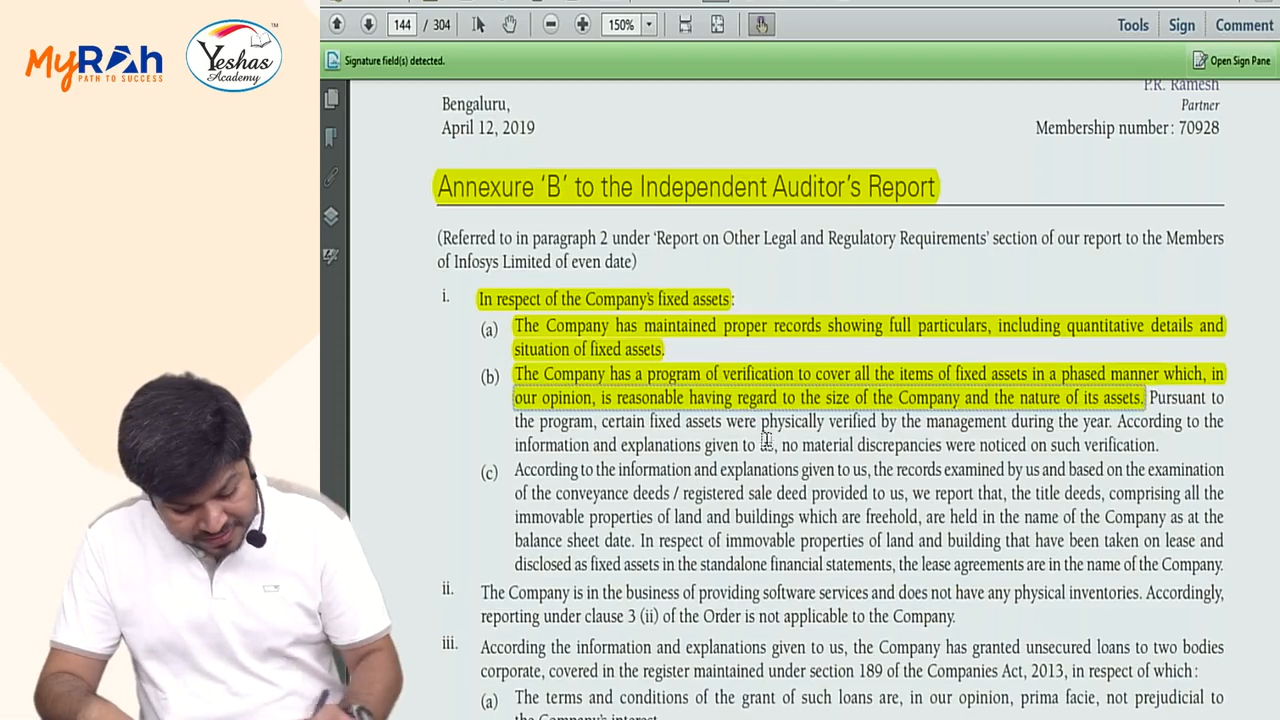 MyRAh
PATH TO SUCCESS
Yeshas
Academy
TM
144 / 304
150%
Tools
Sign
Comment
Signature field(s) detected.
Open Sign Pane
P.R. Ramesh
Bengaluru,
Partner
April 12, 2019
Membership number : 70928
Annexure ‘B’ to the Independent Auditor’s Report
(Referred to in paragraph 2 under ‘Report on Other Legal and Regulatory Requirements’ section of our report to the Members
of Infosys Limited of even date)
i. In respect of the Company’s fixed assets:
(a) The Company has maintained proper records showing full particulars, including quantitative details and
situation of fixed assets.
(b) The Company has a program of verification to cover all the items of fixed assets in a phased manner which, in
our opinion, is reasonable having regard to the size of the Company and the nature of its assets. Pursuant to
the program, certain fixed assets were physically verified by the management during the year. According to the
information and explanations given to us, no material discrepancies were noticed on such verification.
(c) According to the information and explanations given to us, the records examined by us and based on the examination
of the conveyance deeds / registered sale deed provided to us, we report that, the title deeds, comprising all the
immovable properties of land and buildings which are freehold, are held in the name of the Company as at the
balance sheet date. In respect of immovable properties of land and building that have been taken on lease and
disclosed as fixed assets in the standalone financial statements, the lease agreements are in the name of the Company.
ii. The Company is in the business of providing software services and does not have any physical inventories. Accordingly,
reporting under clause 3 (ii) of the Order is not applicable to the Company.
iii. According the information and explanations given to us, the Company has granted unsecured loans to two bodies
corporate, covered in the register maintained under section 189 of the Companies Act, 2013, in respect of which:
(a) The terms and conditions of the grant of such loans are, in our opinion, prima facie, not prejudicial to
the Company’s interest.